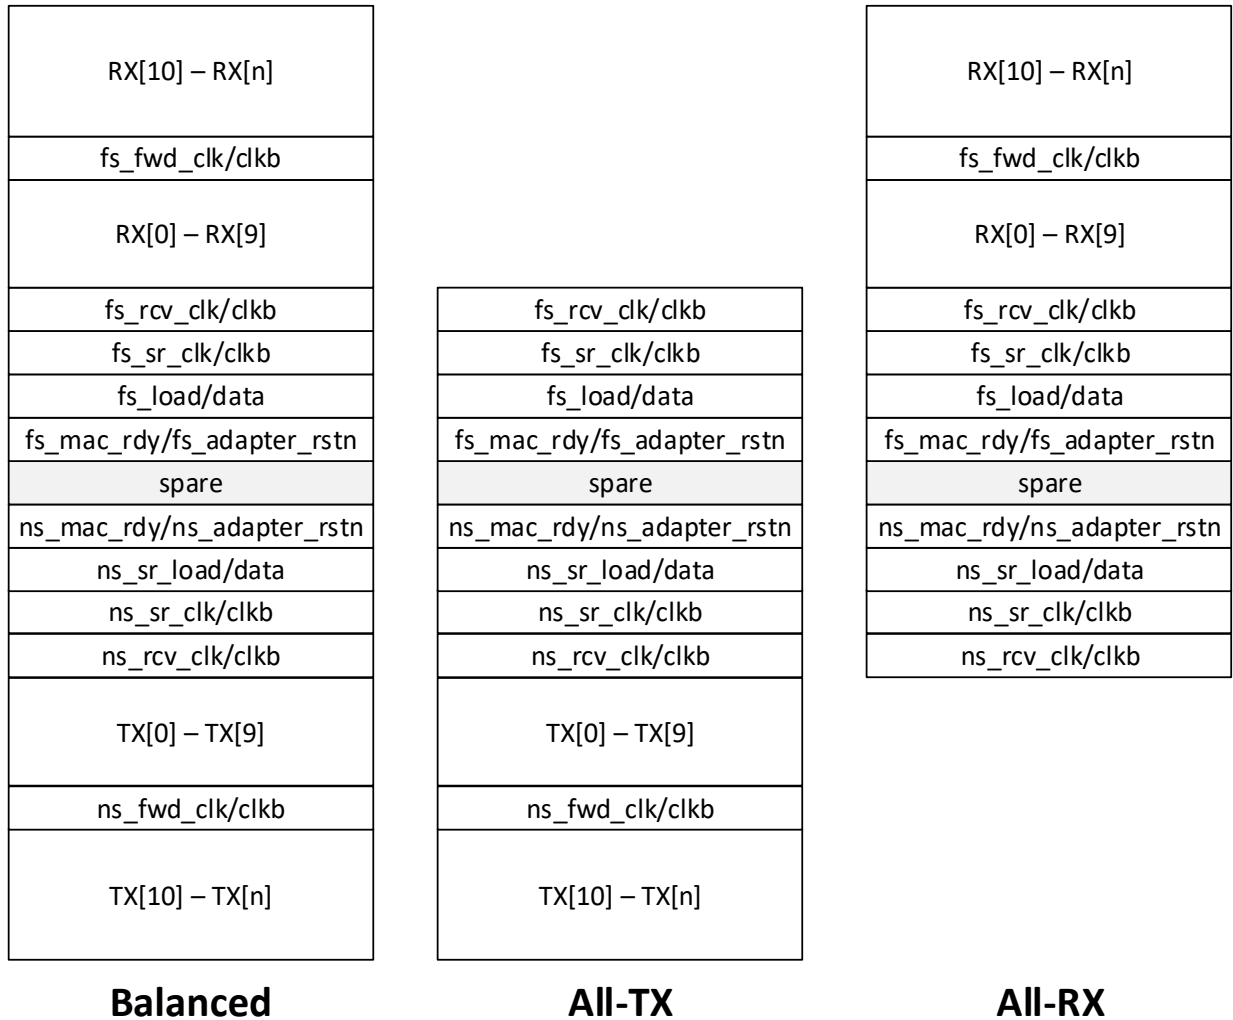 RX[10] – RX[n]
fs_fwd_clk/clkb
RX[0] – RX[9]
fs_rcv_clk/clkb
fs_sr_clk/clkb
fs_load/data
fs_mac_rdy/fs_adapter_rstn
spare
ns_mac_rdy/ns_adapter_rstn
ns_sr_load/data
ns_sr_clk/clkb
ns_rcv_clk/clkb
TX[0] – TX[9]
ns_fwd_clk/clkb
TX[10] – TX[n]
Balanced
fs_rcv_clk/clkb
fs_sr_clk/clkb
fs_load/data
fs_mac_rdy/fs_adapter_rstn
spare
ns_mac_rdy/ns_adapter_rstn
ns_sr_load/data
ns_sr_clk/clkb
ns_rcv_clk/clkb
TX[0] – TX[9]
ns_fwd_clk/clkb
TX[10] – TX[n]
All-TX
RX[10] – RX[n]
fs_fwd_clk/clkb
RX[0] – RX[9]
fs_rcv_clk/clkb
fs_sr_clk/clkb
fs_load/data
fs_mac_rdy/fs_adapter_rstn
spare
ns_mac_rdy/ns_adapter_rstn
ns_sr_load/data
ns_sr_clk/clkb
ns_rcv_clk/clkb
All-RX